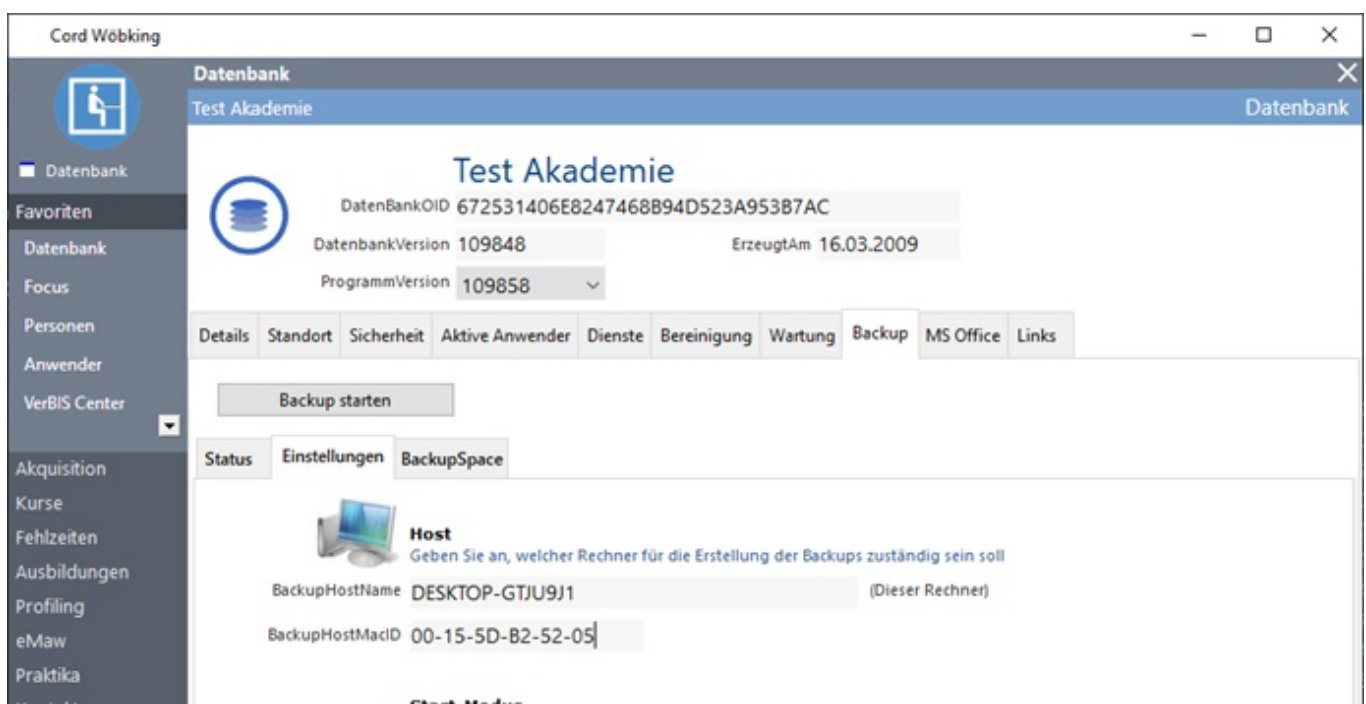 Cord Wöbking
Datenbank
Test Akademie Datenbank
Datenbank
Favoriten
Datenbank
Focus
Personen
Anwender
VerBIS Center
Akquisition
Kurse
Fehlzeiten
Ausbildungen
Profiling
eMaw
Praktika
Test Akademie
DatenBankOID 672531406E8247468B94D523A953B7AC
DatenbankVersion 109848 ErzeugtAm 16.03.2009
ProgrammVersion 109858
Details Standort Sicherheit Aktive Anwender Dienste Bereinigung Wartung Backup MS Office Links
Backup starten
Status Einstellungen BackupSpace
Host
Geben Sie an, welcher Rechner für die Erstellung der Backups zuständig sein soll
BackupHostName DESKTOP-GTJU9J1 (Dieser Rechner)
BackupHostMacID 00-15-5D-B2-52-05
Start-Modus